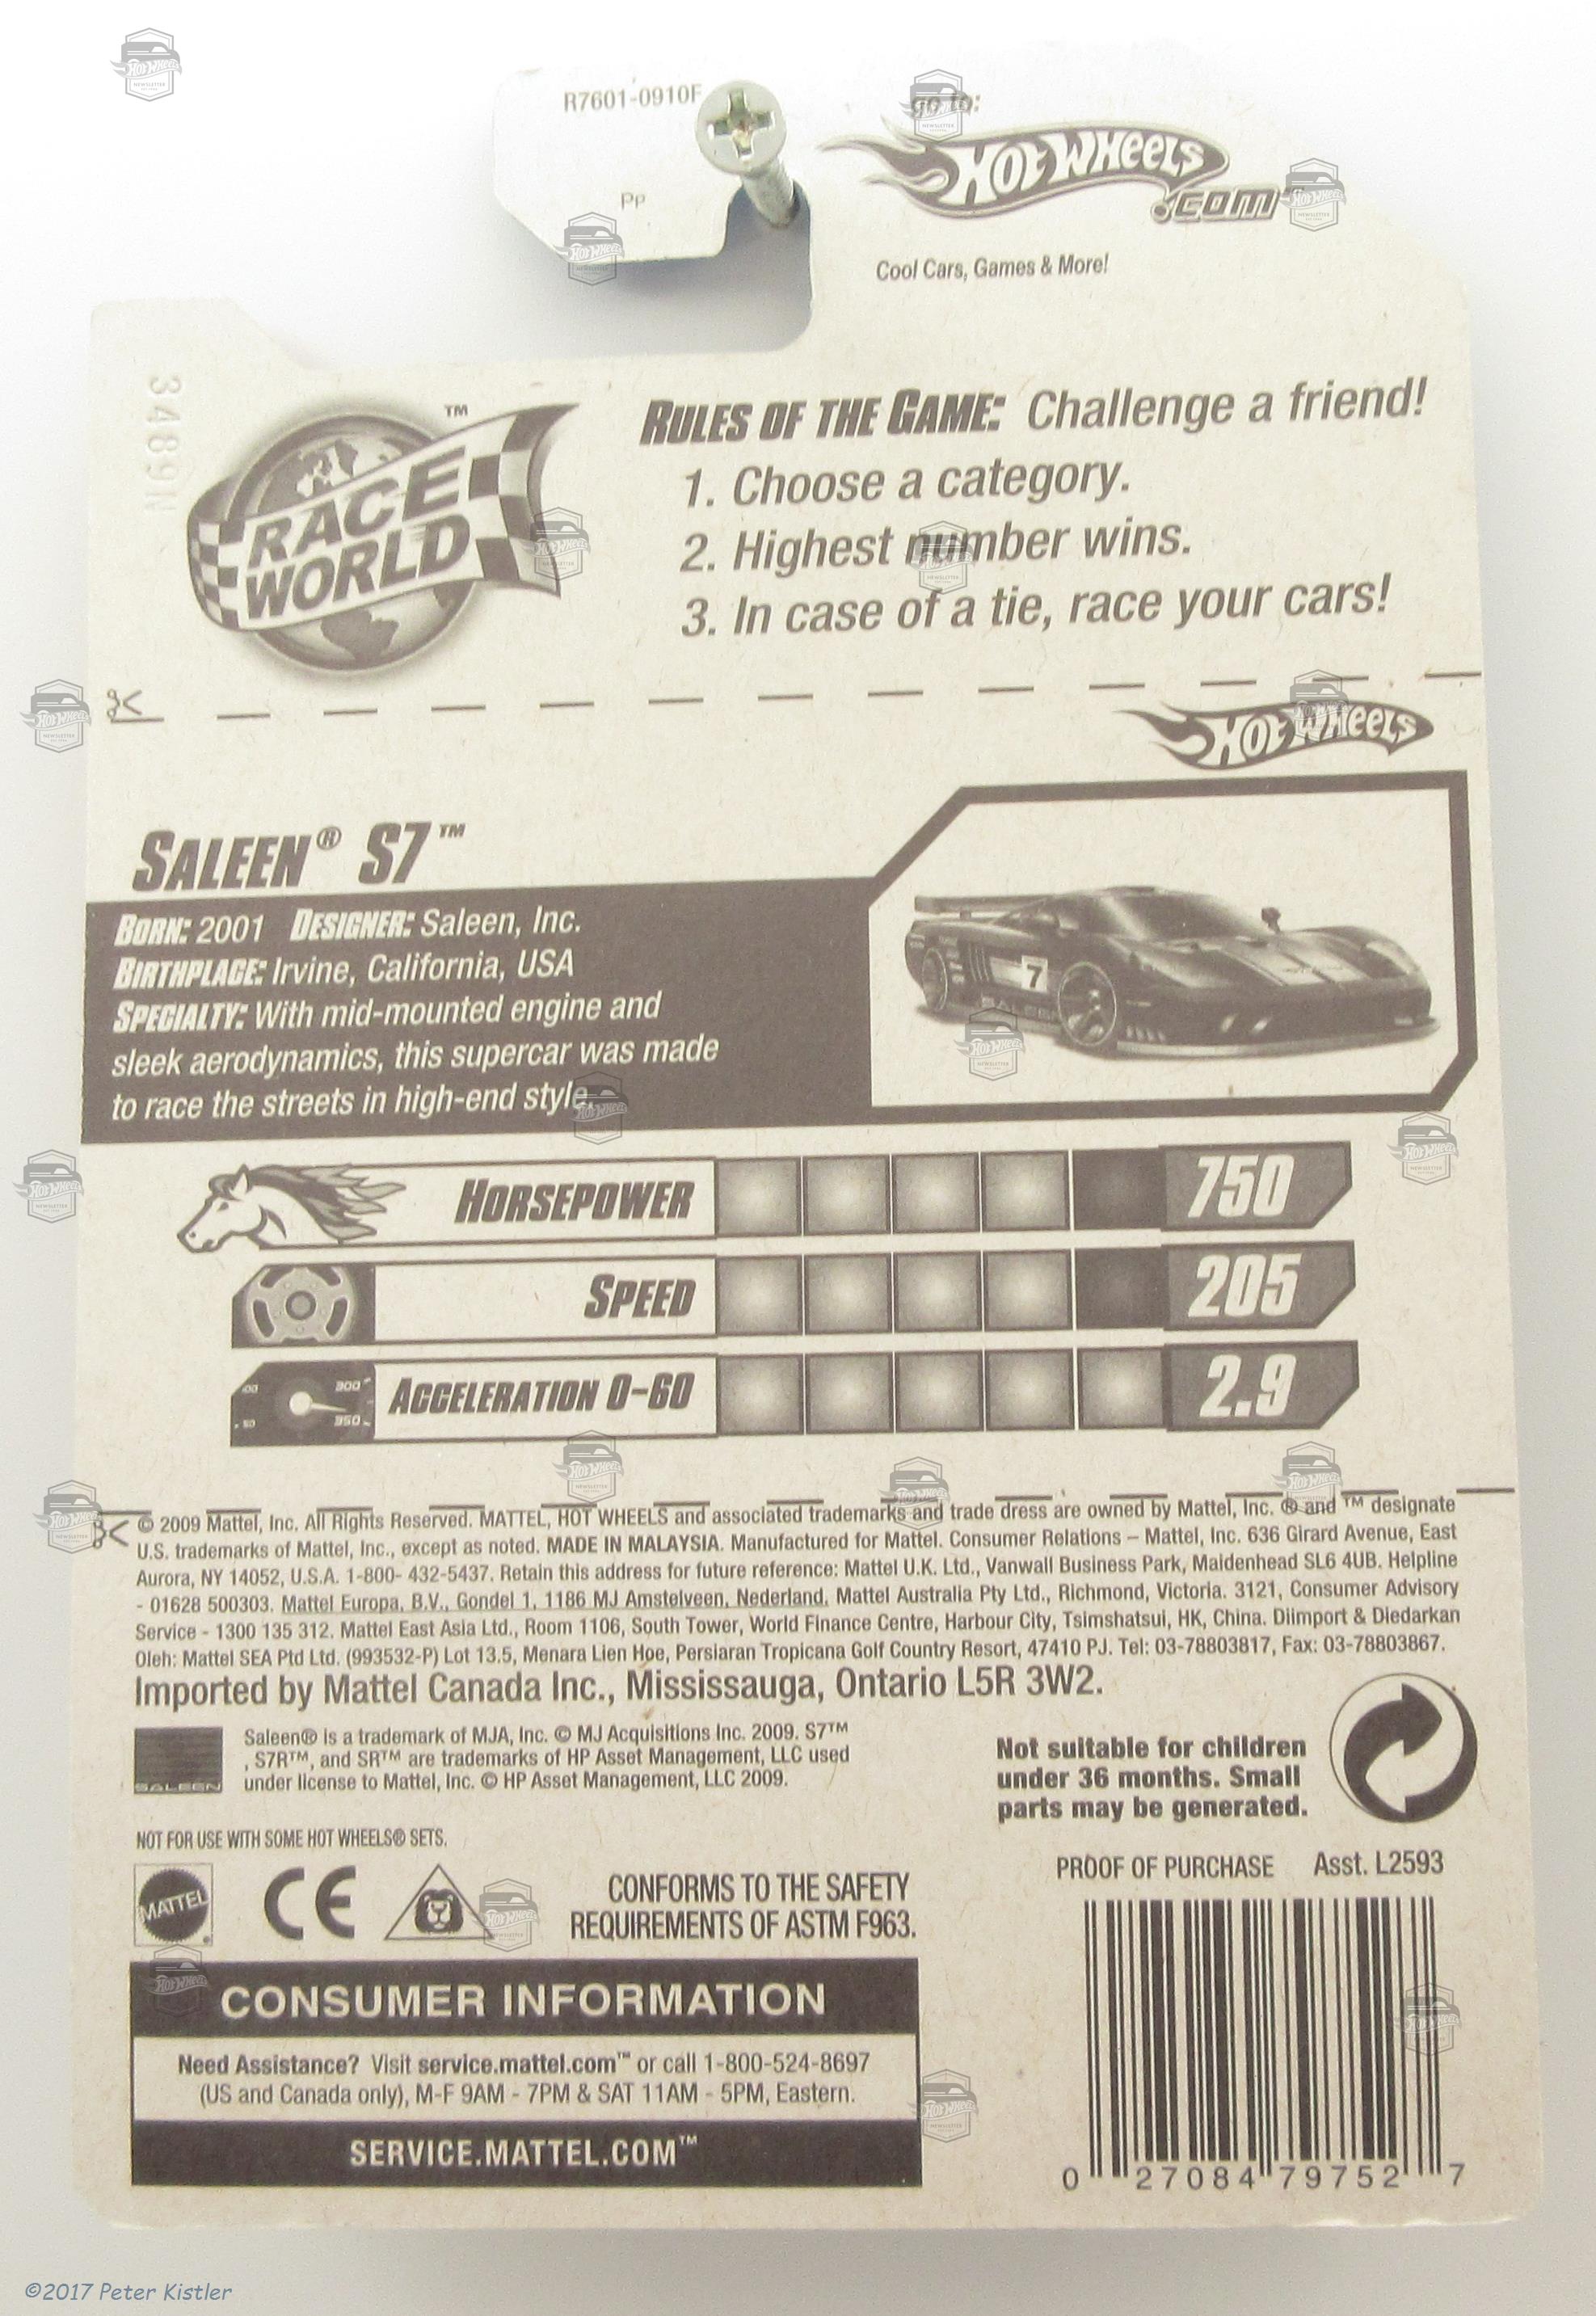 R7601-0910F
Pp
go to:
HOT WHEELS
.COM
Cool Cars, Games & More!
3489N
RACE WORLD™
RULES OF THE GAME: Challenge a friend!
1. Choose a category.
2. Highest number wins.
3. In case of a tie, race your cars!
HOT WHEELS
SALEEN® S7™
BORN: 2001 DESIGNER: Saleen, Inc.
BIRTHPLACE: Irvine, California, USA
SPECIALTY: With mid-mounted engine and
sleek aerodynamics, this supercar was made
to race the streets in high-end style.
7
HORSEPOWER 750
SPEED 205
300
350
50
ACCELERATION 0-60 2.9
© 2009 Mattel, Inc. All Rights Reserved. MATTEL, HOT WHEELS and associated trademarks and trade dress are owned by Mattel, Inc. ® and ™ designate
U.S. trademarks of Mattel, Inc., except as noted. MADE IN MALAYSIA. Manufactured for Mattel. Consumer Relations – Mattel, Inc. 636 Girard Avenue, East
Aurora, NY 14052, U.S.A. 1-800- 432-5437. Retain this address for future reference: Mattel U.K. Ltd., Vanwall Business Park, Maidenhead SL6 4UB. Helpline
- 01628 500303. Mattel Europa, B.V., Gondel 1, 1186 MJ Amstelveen, Nederland. Mattel Australia Pty Ltd., Richmond, Victoria. 3121, Consumer Advisory
Service - 1300 135 312. Mattel East Asia Ltd., Room 1106, South Tower, World Finance Centre, Harbour City, Tsimshatsui, HK, China. Diimport & Diedarkan
Oleh: Mattel SEA Ptd Ltd. (993532-P) Lot 13.5, Menara Lien Hoe, Persiaran Tropicana Golf Country Resort, 47410 PJ. Tel: 03-78803817, Fax: 03-78803867.
Imported by Mattel Canada Inc., Mississauga, Ontario L5R 3W2.
SALEEN
Saleen® is a trademark of MJA, Inc. © MJ Acquisitions Inc. 2009. S7™
, S7R™, and SR™ are trademarks of HP Asset Management, LLC used
under license to Mattel, Inc. © HP Asset Management, LLC 2009.
Not suitable for children
under 36 months. Small
parts may be generated.
NOT FOR USE WITH SOME HOT WHEELS® SETS.
MATTEL
CE
CONFORMS TO THE SAFETY
REQUIREMENTS OF ASTM F963.
PROOF OF PURCHASE Asst. L2593
CONSUMER INFORMATION
Need Assistance? Visit service.mattel.com™ or call 1-800-524-8697
(US and Canada only), M-F 9AM - 7PM & SAT 11AM - 5PM, Eastern.
SERVICE.MATTEL.COM™
0 27084 79752 7
©2017 Peter Kistler